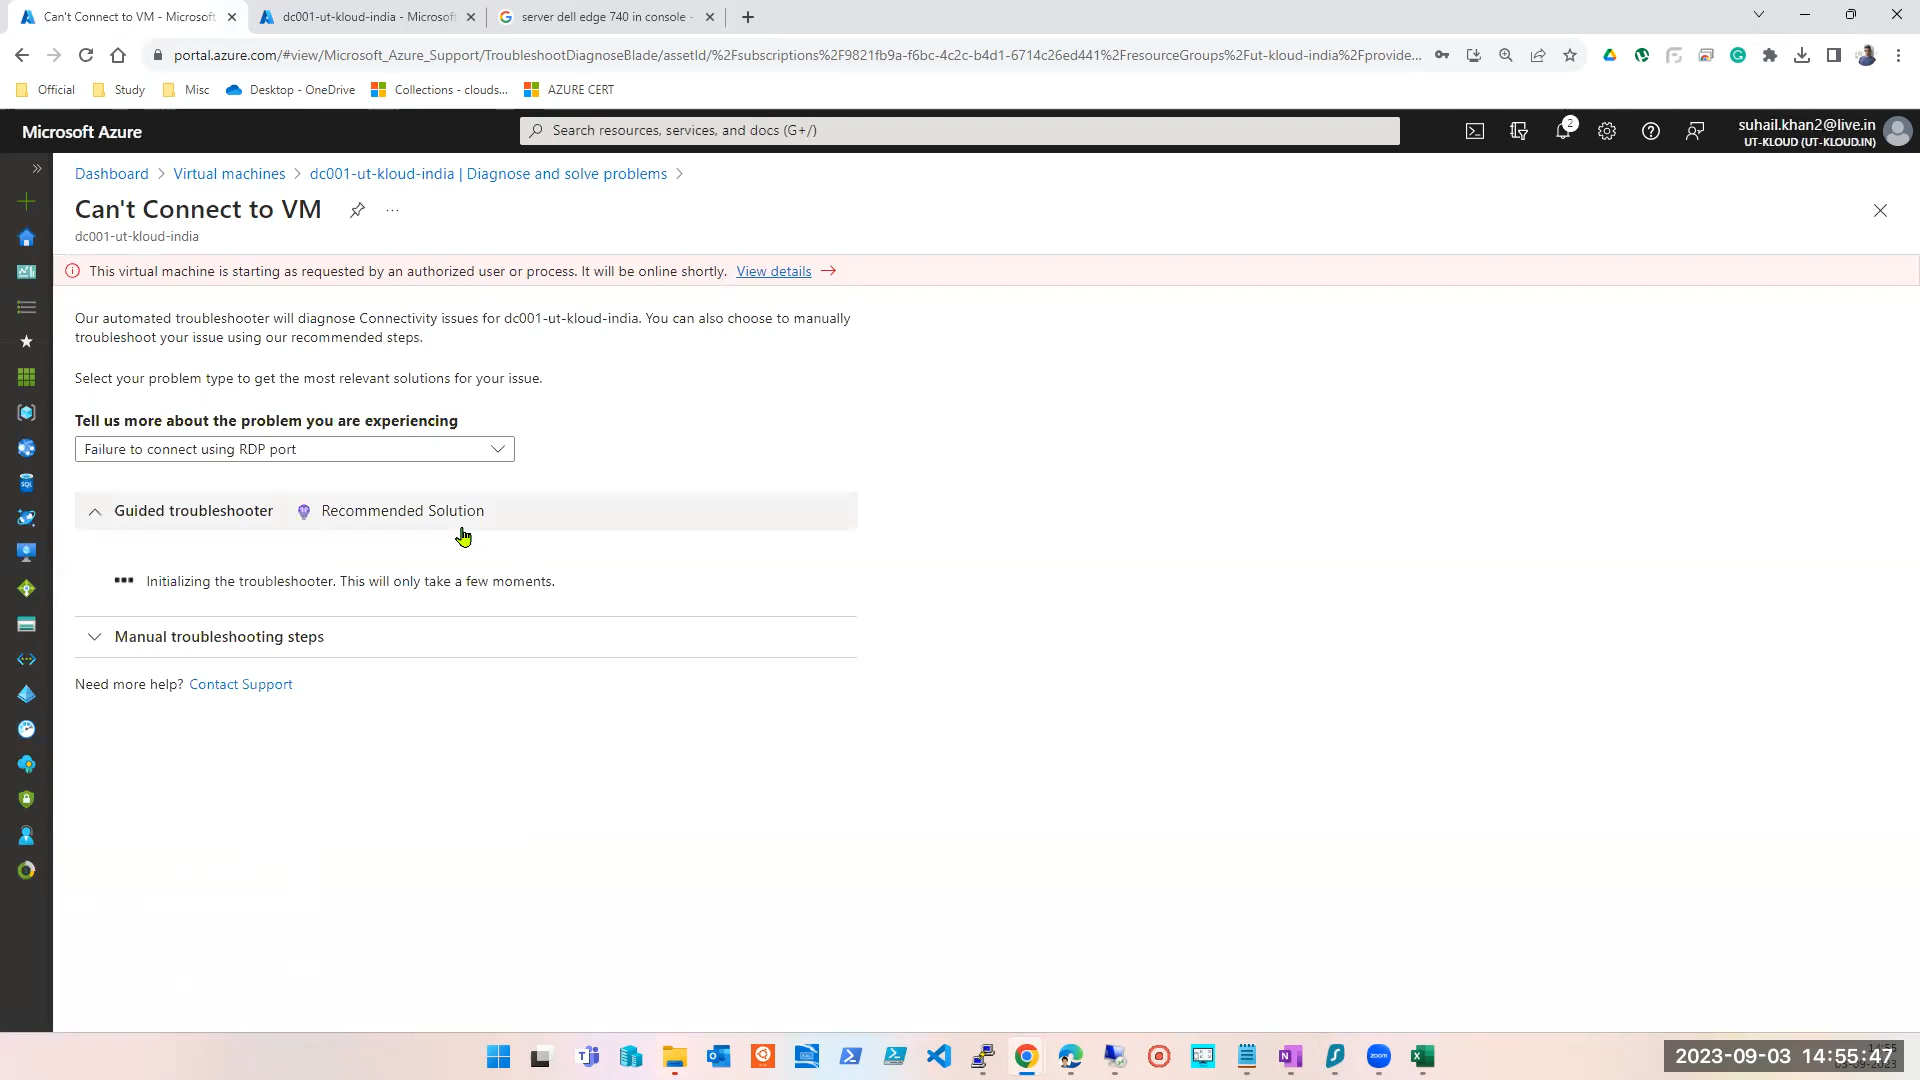 Can't Connect to VM - Microsoft
dc001-ut-kloud-india - Microsoft
server dell edge 740 in console -
portal.azure.com/#view/Microsoft_Azure_Support/TroubleshootDiagnoseBlade/assetId/%2Fsubscriptions%2F9821fb9a-f6bc-4c2c-b4d1-6714c26ed441%2FresourceGroups%2Fut-kloud-india%2Fprovide...
Official
Study
Misc
Desktop - OneDrive
Collections - clouds...
AZURE CERT
Microsoft Azure
Search resources, services, and docs (G+/)
2
suhail.khan2@live.in
UT-KLOUD (UT-KLOUD.IN)
Dashboard > Virtual machines > dc001-ut-kloud-india | Diagnose and solve problems >
Can't Connect to VM
dc001-ut-kloud-india
This virtual machine is starting as requested by an authorized user or process. It will be online shortly. View details →
Our automated troubleshooter will diagnose Connectivity issues for dc001-ut-kloud-india. You can also choose to manually
troubleshoot your issue using our recommended steps.
Select your problem type to get the most relevant solutions for your issue.
Tell us more about the problem you are experiencing
Failure to connect using RDP port
Guided troubleshooter
Recommended Solution
Initializing the troubleshooter. This will only take a few moments.
Manual troubleshooting steps
Need more help? Contact Support
SQL
zoom
2023-09-03 14:55:47